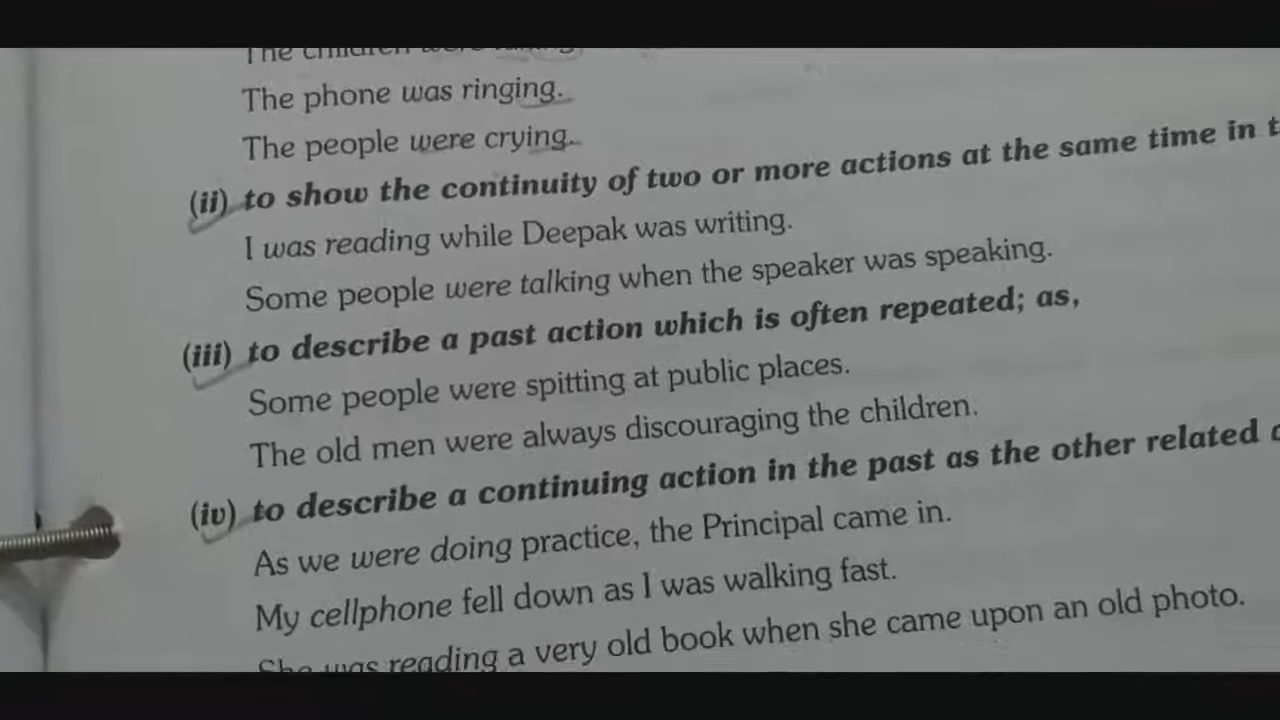 The children were
The phone was ringing.
The people were crying.
(ii) to show the continuity of two or more actions at the same time in
I was reading while Deepak was writing.
Some people were talking when the speaker was speaking.
(iii) to describe a past action which is often repeated; as,
Some people were spitting at public places.
The old men were always discouraging the children.
(iv) to describe a continuing action in the past as the other related
As we were doing practice, the Principal came in.
My cellphone fell down as I was walking fast.
She was reading a very old book when she came upon an old photo.